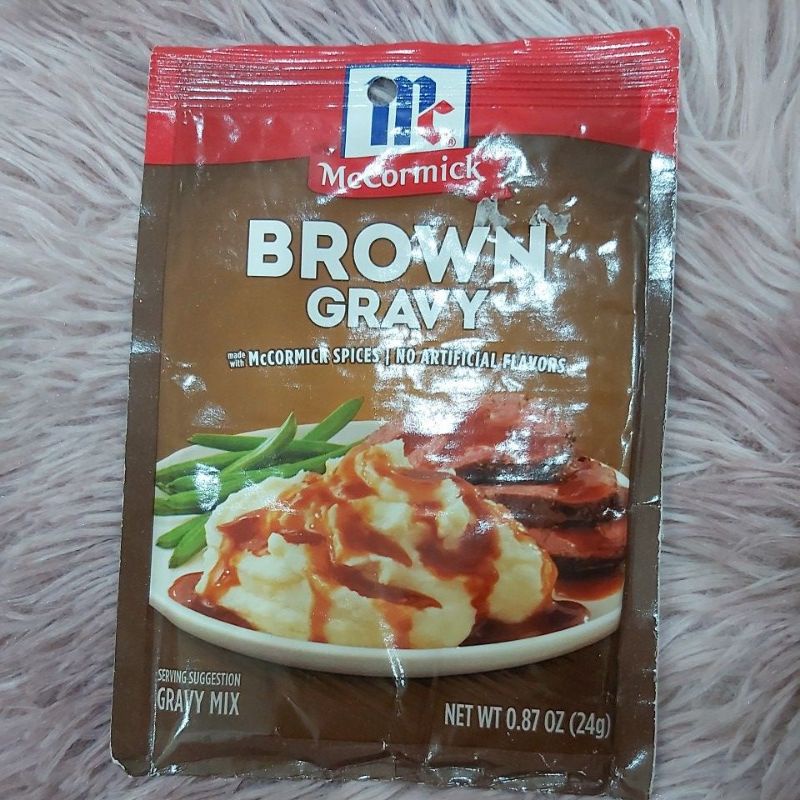 Mc®
McCormick
BROWN
GRAVY
made with McCORMICK SPICES | NO ARTIFICIAL FLAVORS
SERVING SUGGESTION
GRAVY MIX
NET WT 0.87 OZ (24g)